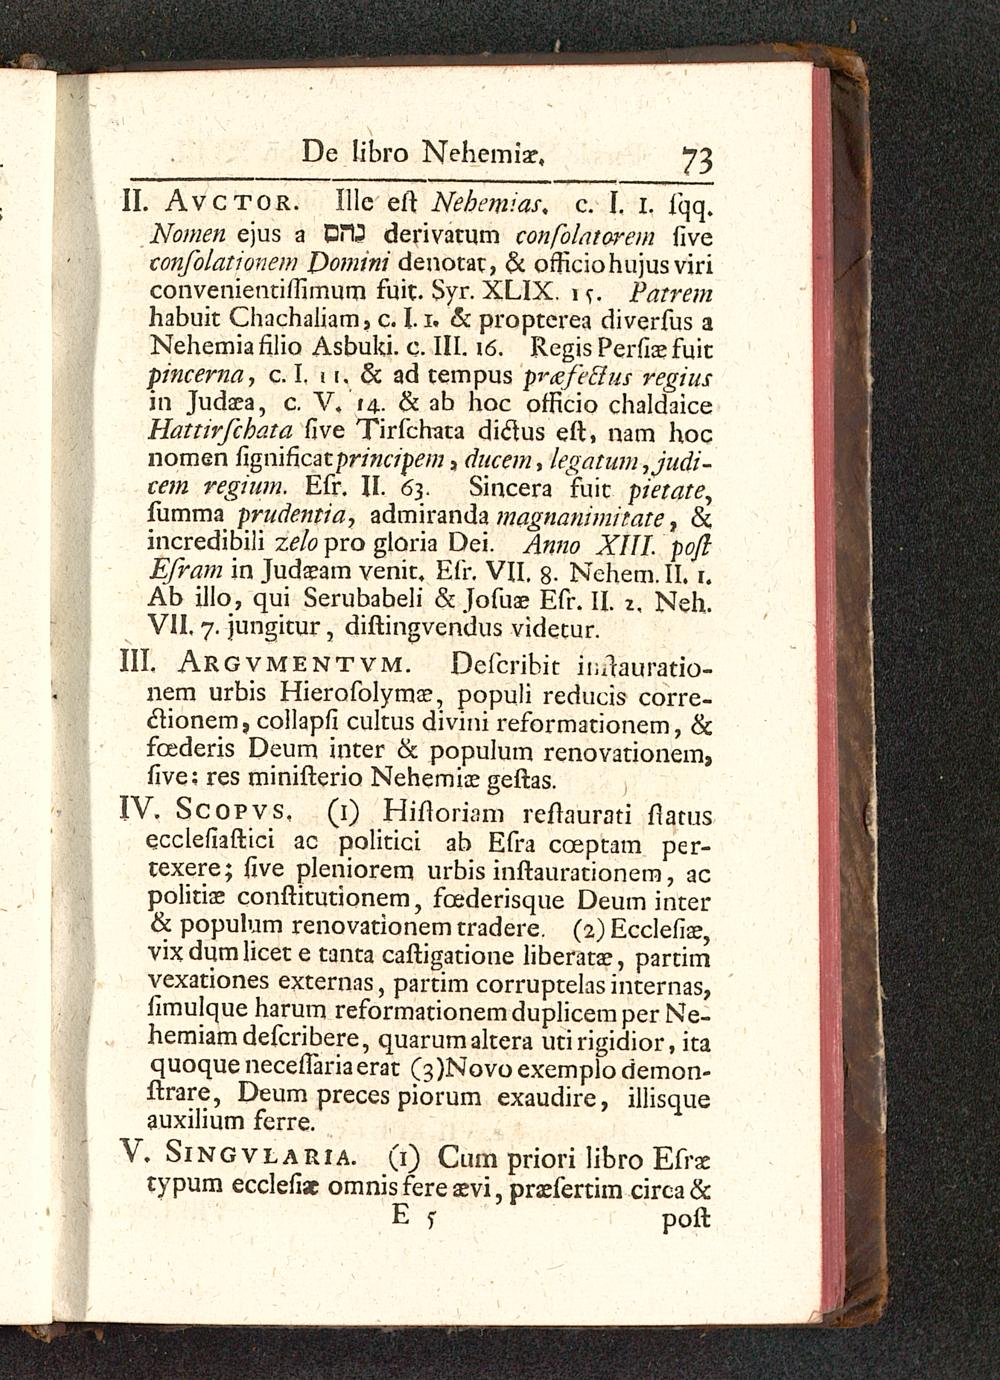 De libro Nehemiæ. 73
II. AVCTOR. Ille eſt Nehemias. c. I. 1. ſqq.
Nomen ejus a נהם derivatum conſolatorem ſive
conſolationem Domini denotat, & officio hujus viri
convenientiſſimum fuit. Syr. XLIX. 15. Patrem
habuit Chachaliam, c. I. 1. & propterea diverſus a
Nehemia filio Asbuki. c. III. 16. Regis Perſiæ fuit
pincerna, c. I. 11. & ad tempus præfectus regius
in Judæa, c. V. 14. & ab hoc officio chaldaice
Hattirſchata ſive Tirſchata dictus eſt, nam hoc
nomen ſignificat principem, ducem, legatum, judi-
cem regium. Eſr. II. 63. Sincera fuit pietate,
ſumma prudentia, admiranda magnanimitate, &
incredibili zelo pro gloria Dei. Anno XIII. poſt
Eſram in Judæam venit. Eſr. VII. 8. Nehem. II. 1.
Ab illo, qui Serubabeli & Joſuæ Eſr. II. 2. Neh.
VII. 7. jungitur, diſtingvendus videtur.
III. ARGVMENTVM. Deſcribit inſtauratio-
nem urbis Hieroſolymæ, populi reducis corre-
ctionem, collapſi cultus divini reformationem, &
fœderis Deum inter & populum renovationem,
ſive: res miniſterio Nehemiæ geſtas.
IV. SCOPVS. (1) Hiſtoriam reſtaurati ſtatus
eccleſiaſtici ac politici ab Eſra cœptam per-
texere; ſive pleniorem urbis inſtaurationem, ac
politiæ conſtitutionem, fœderisque Deum inter
& populum renovationem tradere. (2) Eccleſiæ,
vix dum licet e tanta caſtigatione liberatæ, partim
vexationes externas, partim corruptelas internas,
ſimulque harum reformationem duplicem per Ne-
hemiam deſcribere, quarum altera uti rigidior, ita
quoque neceſſaria erat (3) Novo exemplo demon-
ſtrare, Deum preces piorum exaudire, illisque
auxilium ferre.
V. SINGVLARIA. (1) Cum priori libro Eſræ
typum eccleſiæ omnis fere ævi, præſertim circa &
E 5 poſt